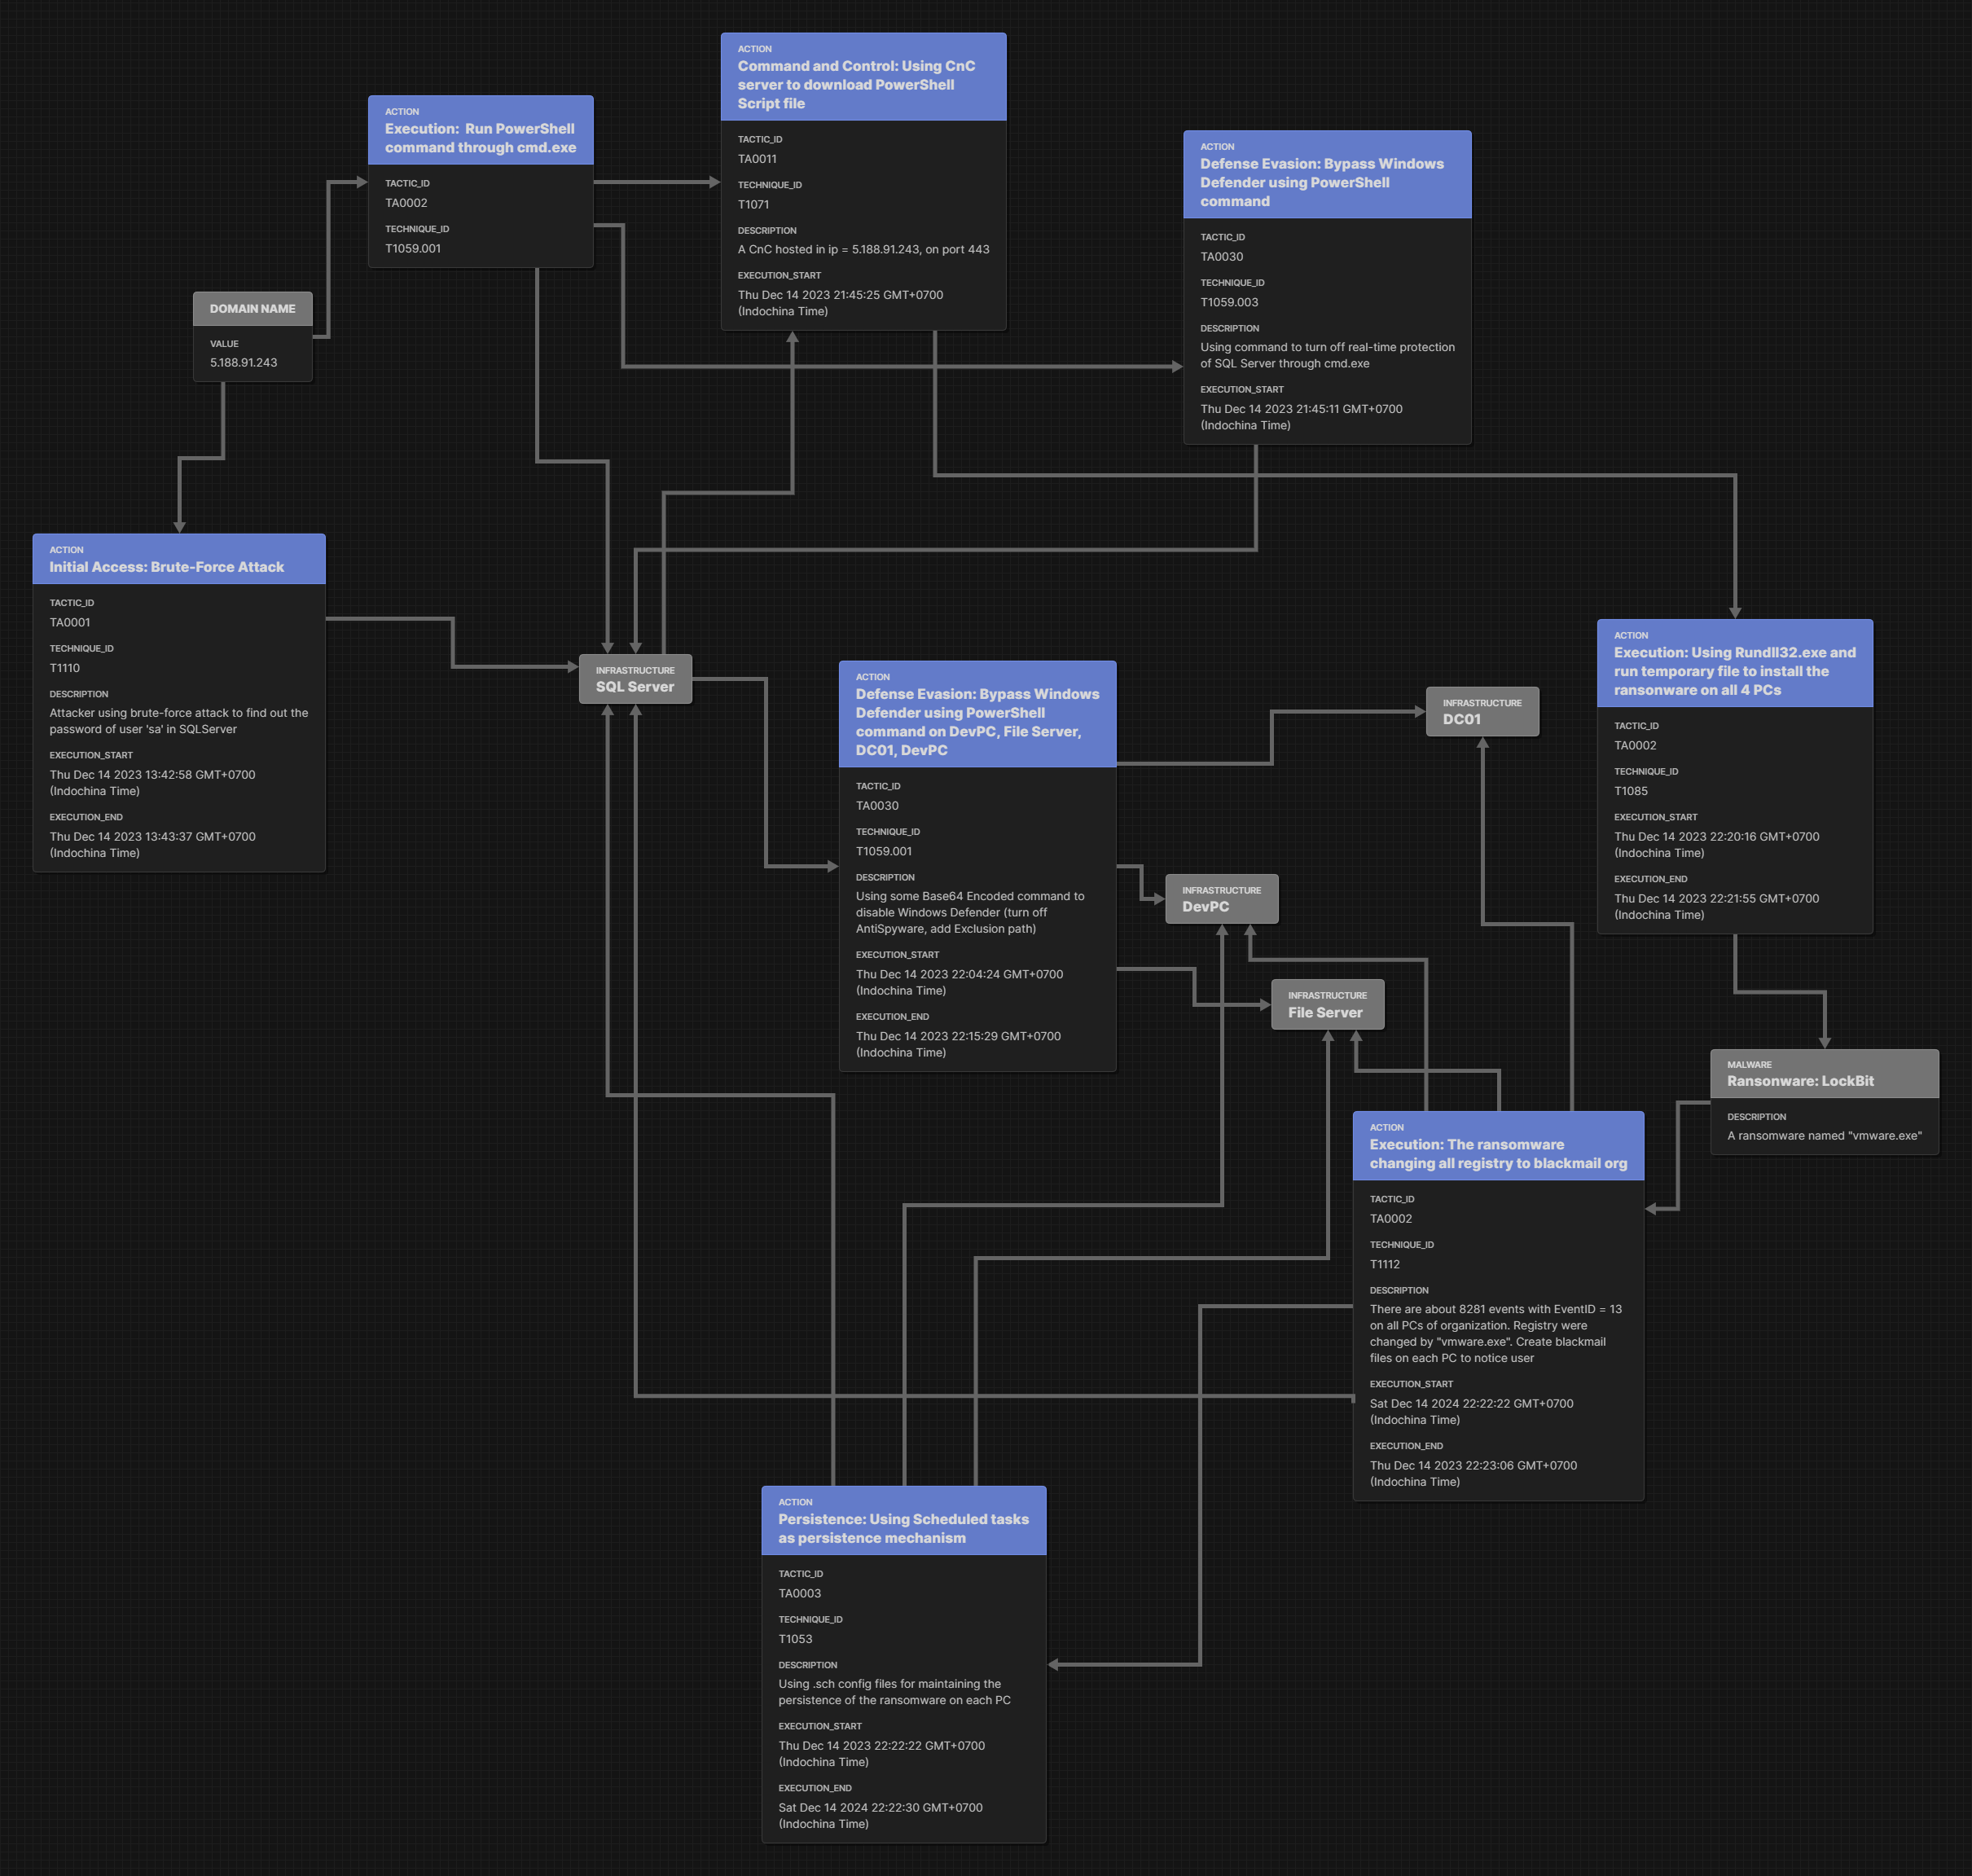 ACTION
Command and Control: Using CnC
server to download PowerShell
Script file
TACTIC_ID
TA0011
TECHNIQUE_ID
T1071
DESCRIPTION
A CnC hosted in ip = 5.188.91.243, on port 443
EXECUTION_START
Thu Dec 14 2023 21:45:25 GMT+0700
(Indochina Time)
ACTION
Execution:  Run PowerShell
command through cmd.exe
TACTIC_ID
TA0002
TECHNIQUE_ID
T1059.001
ACTION
Defense Evasion: Bypass Windows
Defender using PowerShell
command
TACTIC_ID
TA0030
TECHNIQUE_ID
T1059.003
DESCRIPTION
Using command to turn off real-time protection
of SQL Server through cmd.exe
EXECUTION_START
Thu Dec 14 2023 21:45:11 GMT+0700
(Indochina Time)
DOMAIN NAME
VALUE
5.188.91.243
ACTION
Initial Access: Brute-Force Attack
TACTIC_ID
TA0001
TECHNIQUE_ID
T1110
DESCRIPTION
Attacker using brute-force attack to find out the
password of user 'sa' in SQLServer
EXECUTION_START
Thu Dec 14 2023 13:42:58 GMT+0700
(Indochina Time)
EXECUTION_END
Thu Dec 14 2023 13:43:37 GMT+0700
(Indochina Time)
INFRASTRUCTURE
SQL Server
ACTION
Defense Evasion: Bypass Windows
Defender using PowerShell
command on DevPC, File Server,
DC01, DevPC
TACTIC_ID
TA0030
TECHNIQUE_ID
T1059.001
DESCRIPTION
Using some Base64 Encoded command to
disable Windows Defender (turn off
AntiSpyware, add Exclusion path)
EXECUTION_START
Thu Dec 14 2023 22:04:24 GMT+0700
(Indochina Time)
EXECUTION_END
Thu Dec 14 2023 22:15:29 GMT+0700
(Indochina Time)
INFRASTRUCTURE
DC01
INFRASTRUCTURE
DevPC
INFRASTRUCTURE
File Server
ACTION
Execution: Using Rundll32.exe and
run temporary file to install the
ransonware on all 4 PCs
TACTIC_ID
TA0002
TECHNIQUE_ID
T1085
EXECUTION_START
Thu Dec 14 2023 22:20:16 GMT+0700
(Indochina Time)
EXECUTION_END
Thu Dec 14 2023 22:21:55 GMT+0700
(Indochina Time)
MALWARE
Ransonware: LockBit
DESCRIPTION
A ransomware named "vmware.exe"
ACTION
Execution: The ransomware
changing all registry to blackmail org
TACTIC_ID
TA0002
TECHNIQUE_ID
T1112
DESCRIPTION
There are about 8281 events with EventID = 13
on all PCs of organization. Registry were
changed by "vmware.exe". Create blackmail
files on each PC to notice user
EXECUTION_START
Sat Dec 14 2024 22:22:22 GMT+0700
(Indochina Time)
EXECUTION_END
Thu Dec 14 2023 22:23:06 GMT+0700
(Indochina Time)
ACTION
Persistence: Using Scheduled tasks
as persistence mechanism
TACTIC_ID
TA0003
TECHNIQUE_ID
T1053
DESCRIPTION
Using .sch config files for maintaining the
persistence of the ransomware on each PC
EXECUTION_START
Thu Dec 14 2023 22:22:22 GMT+0700
(Indochina Time)
EXECUTION_END
Sat Dec 14 2024 22:22:30 GMT+0700
(Indochina Time)